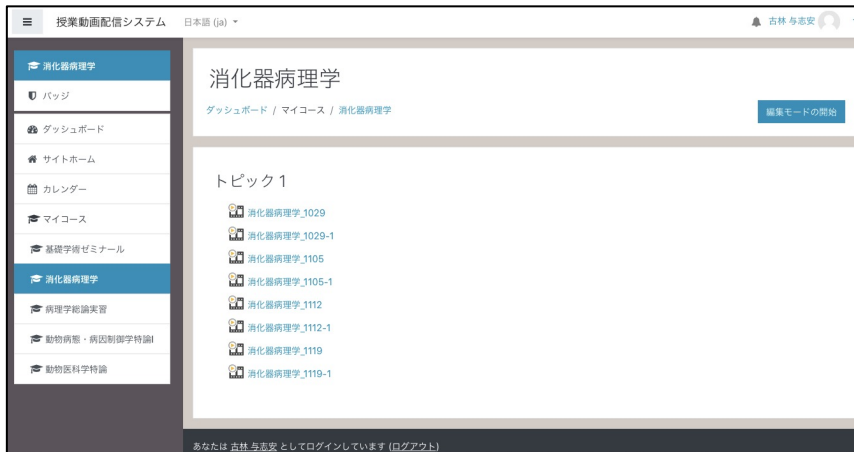 授業動画配信システム 日本語 (ja) 古林 与志安
消化器病理学
バッジ
ダッシュボード
サイトホーム
カレンダー
マイコース
基礎学術ゼミナール
消化器病理学
病理学総論実習
動物病態・病因制御学特論I
動物医科学特論
消化器病理学
ダッシュボード / マイコース / 消化器病理学
編集モードの開始
トピック 1
消化器病理学_1029
消化器病理学_1029-1
消化器病理学_1105
消化器病理学_1105-1
消化器病理学_1112
消化器病理学_1112-1
消化器病理学_1119
消化器病理学_1119-1
あなたは 古林 与志安 としてログインしています (ログアウト)